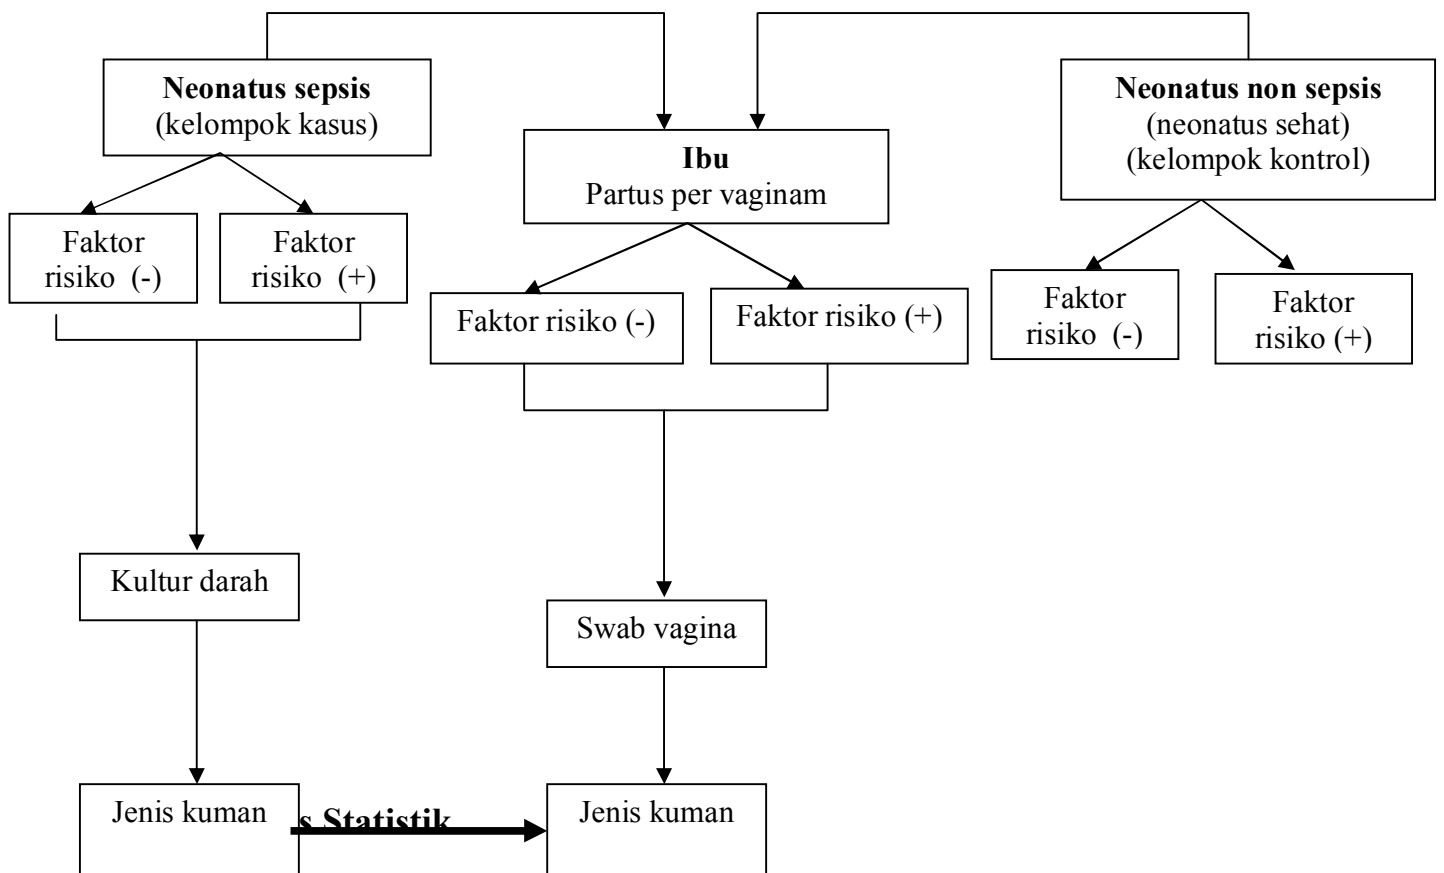 Neonatus sepsis
(kelompok kasus)
Neonatus non sepsis
(neonatus sehat)
(kelompok kontrol)
Ibu
Partus per vaginam
Faktor
risiko (-)
Faktor
risiko (+)
Faktor risiko (-)
Faktor risiko (+)
Faktor
risiko (-)
Faktor
risiko (+)
Kultur darah
Swab vagina
Jenis kuman
s Statistik
Jenis kuman